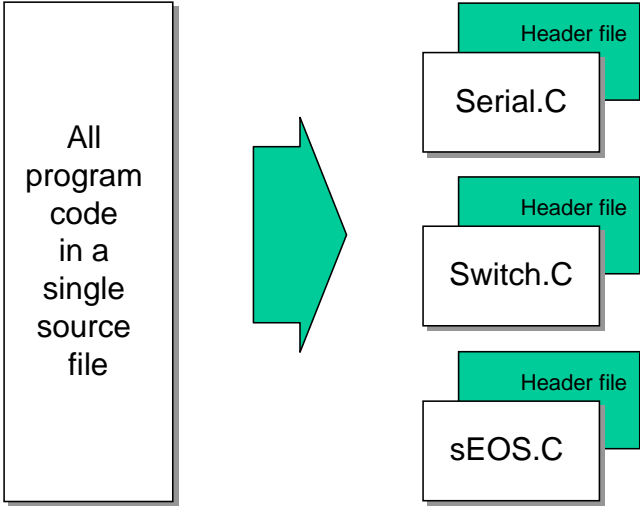 All
program
code
in a
single
source
file
Header file
Serial.C
Header file
Switch.C
Header file
sEOS.C